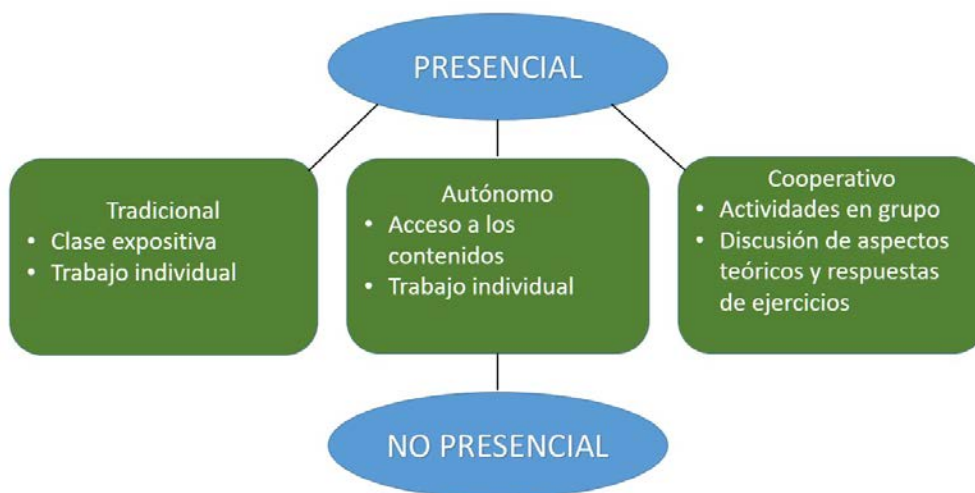 PRESENCIAL
Tradicional
• Clase expositiva
• Trabajo individual
Autónomo
• Acceso a los
contenidos
• Trabajo individual
Cooperativo
• Actividades en grupo
• Discusión de aspectos
teóricos y respuestas
de ejercicios
NO PRESENCIAL